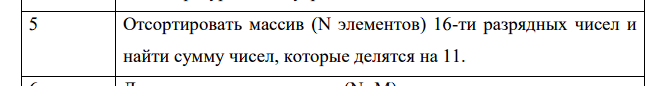 5 Отсортировать массив (N элементов) 16-ти разрядных чисел и
найти сумму чисел, которые делятся на 11.